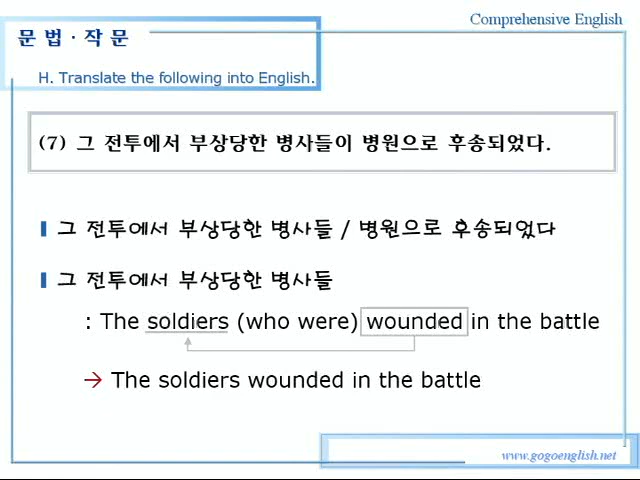 Comprehensive English
문 법 · 작 문
H. Translate the following into English.
(7) 그 전투에서 부상당한 병사들이 병원으로 후송되었다.
그 전투에서 부상당한 병사들 / 병원으로 후송되었다
그 전투에서 부상당한 병사들
: The soldiers (who were) wounded in the battle
→ The soldiers wounded in the battle
www.gogoenglish.net